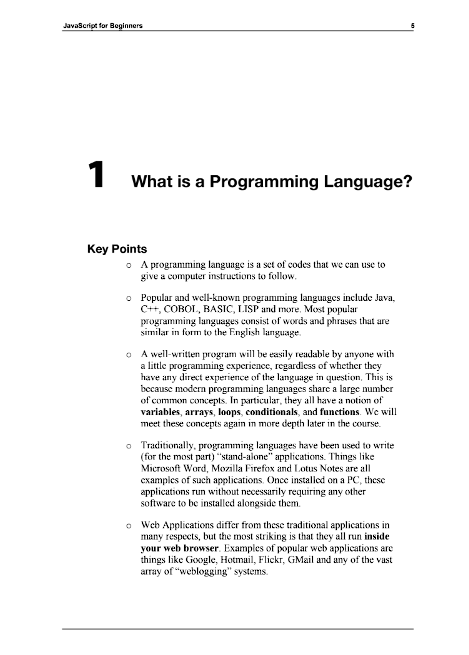 JavaScript for Beginners 5
1 What is a Programming Language?
Key Points
o A programming language is a set of codes that we can use to
give a computer instructions to follow.
o Popular and well-known programming languages include Java,
C++, COBOL, BASIC, LISP and more. Most popular
programming languages consist of words and phrases that are
similar in form to the English language.
o A well-written program will be easily readable by anyone with
a little programming experience, regardless of whether they
have any direct experience of the language in question. This is
because modern programming languages share a large number
of common concepts. In particular, they all have a notion of
variables, arrays, loops, conditionals, and functions. We will
meet these concepts again in more depth later in the course.
o Traditionally, programming languages have been used to write
(for the most part) “stand-alone” applications. Things like
Microsoft Word, Mozilla Firefox and Lotus Notes are all
examples of such applications. Once installed on a PC, these
applications run without necessarily requiring any other
software to be installed alongside them.
o Web Applications differ from these traditional applications in
many respects, but the most striking is that they all run inside
your web browser. Examples of popular web applications are
things like Google, Hotmail, Flickr, GMail and any of the vast
array of “weblogging” systems.